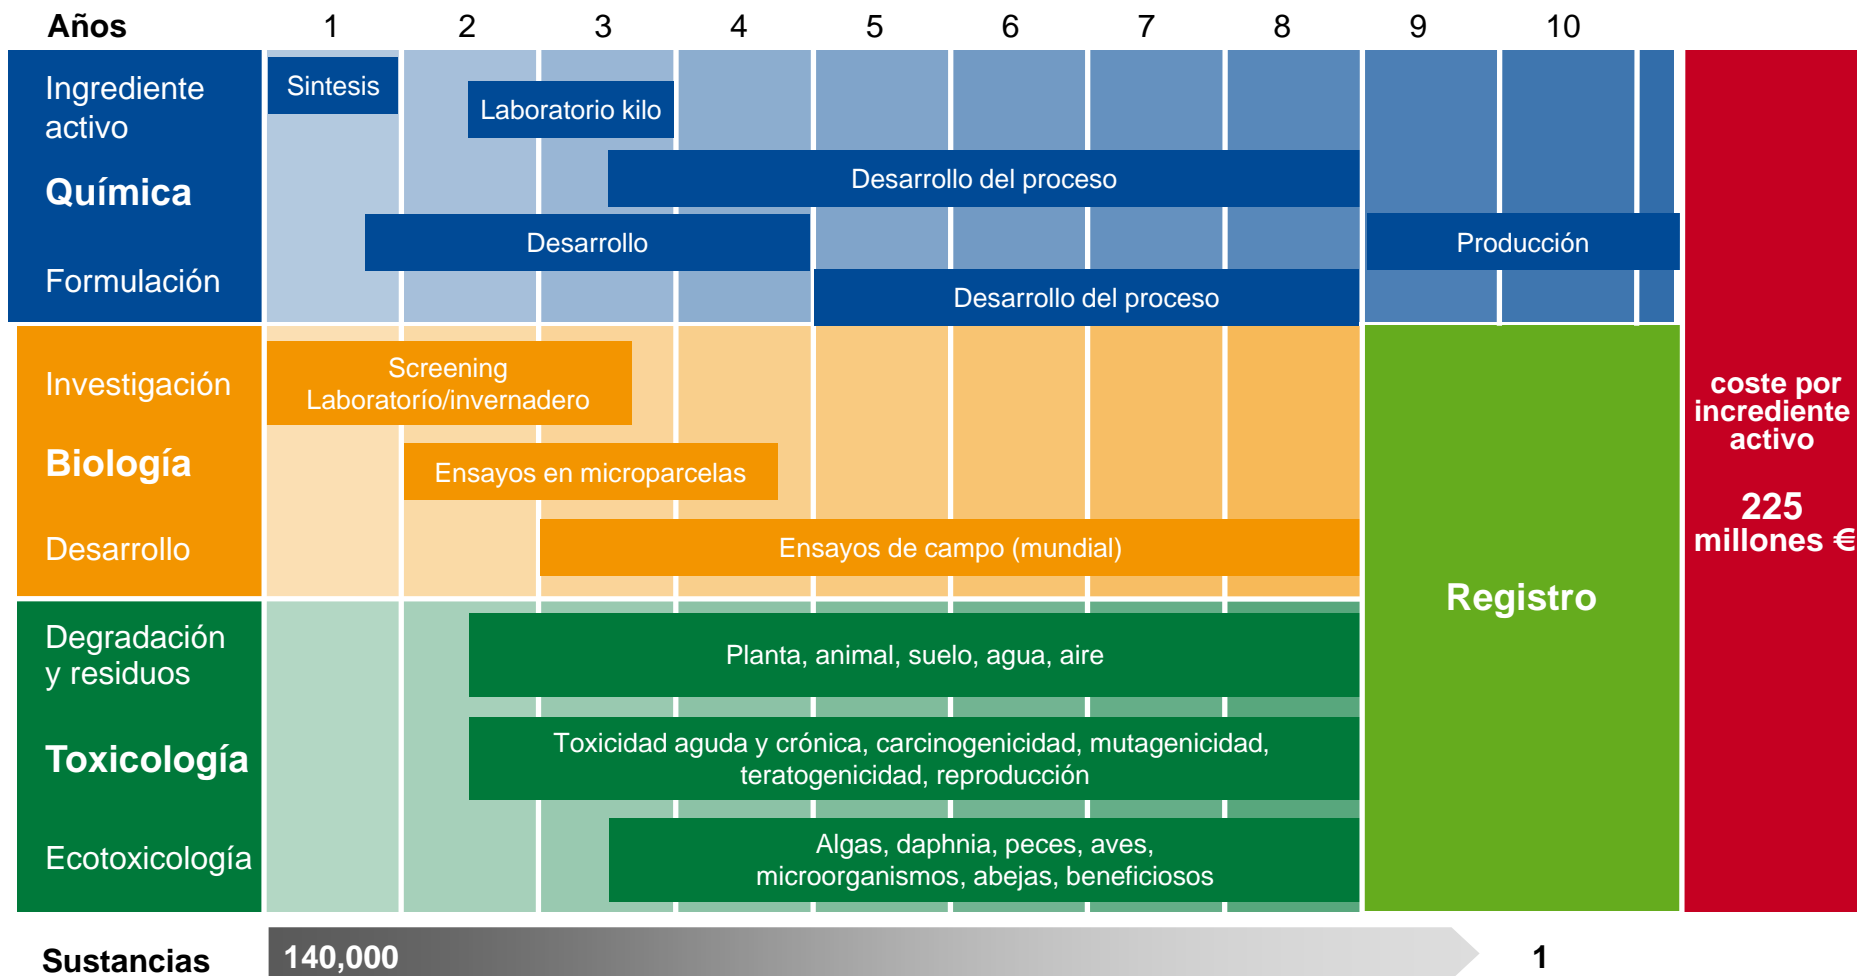 Años 1 2 3 4 5 6 7 8 9 10
Ingrediente
activo
Química
Formulación
Sintesis
Laboratorio kilo
Desarrollo del proceso
Desarrollo
Producción
Desarrollo del proceso
Investigación
Biología
Desarrollo
Screening
Laboratorío/invernadero
Ensayos en microparcelas
Ensayos de campo (mundial)
Degradación
y residuos
Toxicología
Ecotoxicología
Planta, animal, suelo, agua, aire
Toxicidad aguda y crónica, carcinogenicidad, mutagenicidad,
teratogenicidad, reproducción
Algas, daphnia, peces, aves,
microorganismos, abejas, beneficiosos
Registro
coste por
incrediente
activo
225
millones €
Sustancias 140,000 1